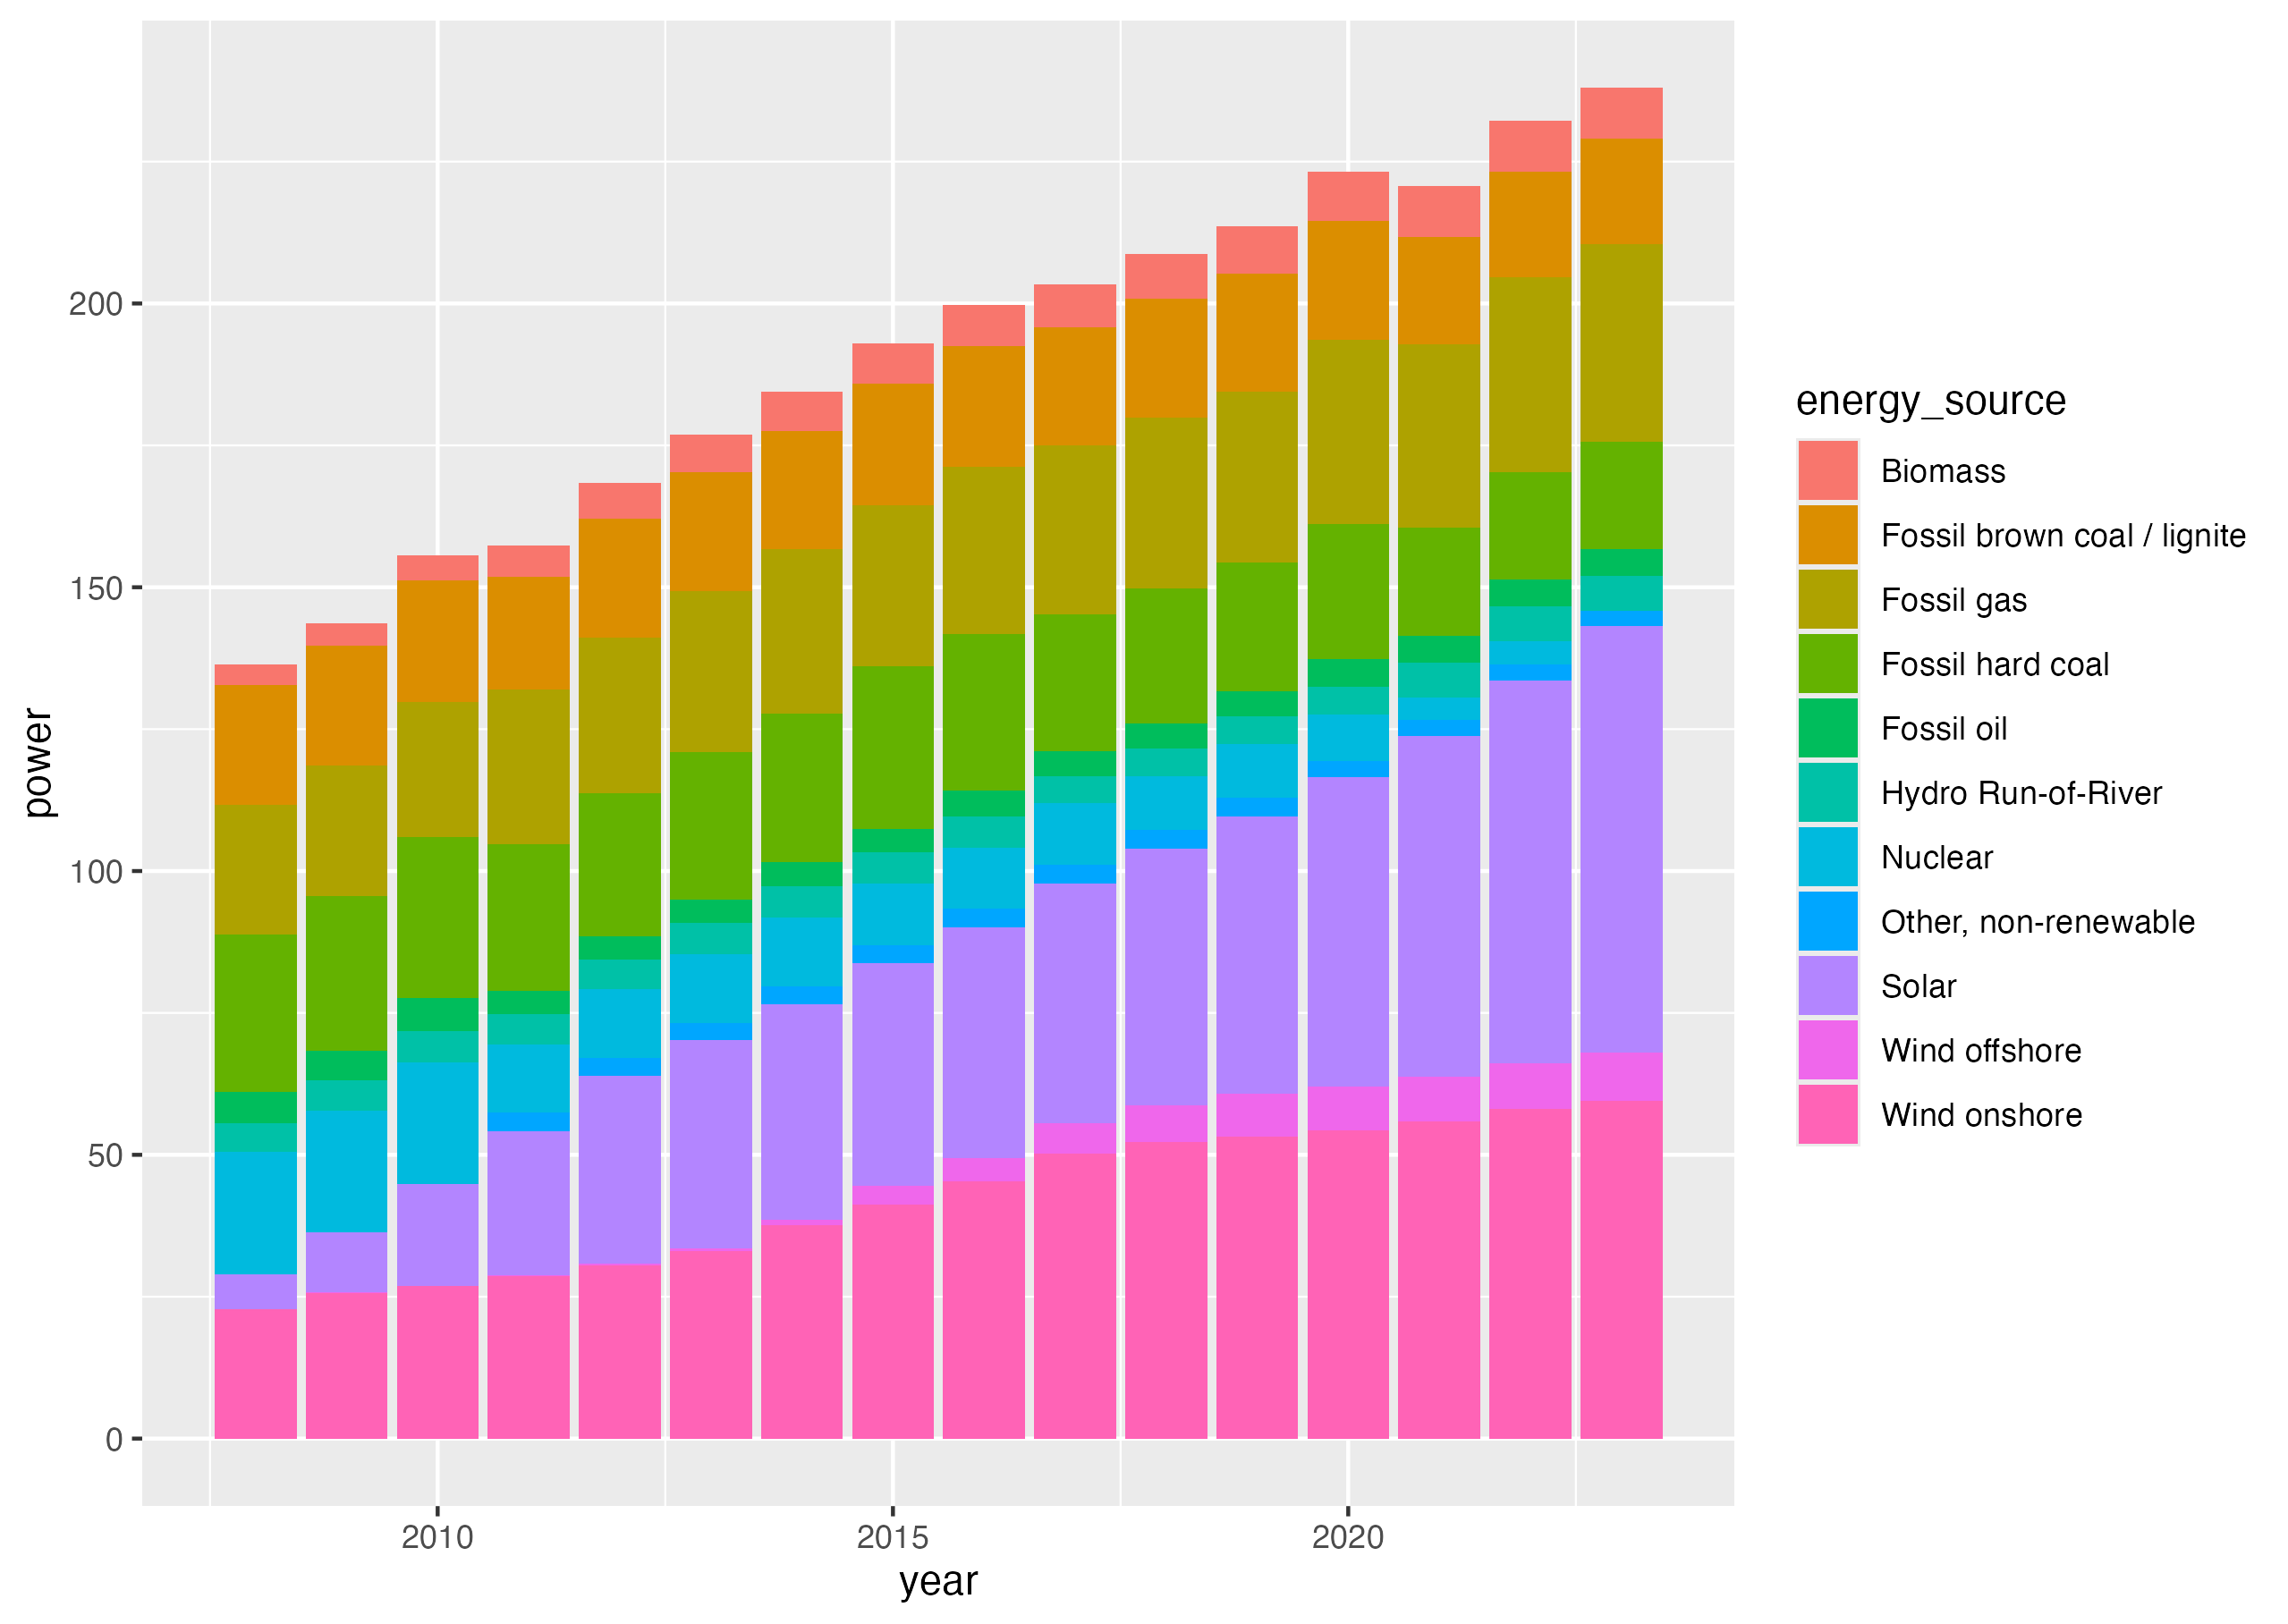 power
200
150
100
50
0
2010
2015
2020
year
energy_source
Biomass
Fossil brown coal / lignite
Fossil gas
Fossil hard coal
Fossil oil
Hydro Run-of-River
Nuclear
Other, non-renewable
Solar
Wind offshore
Wind onshore